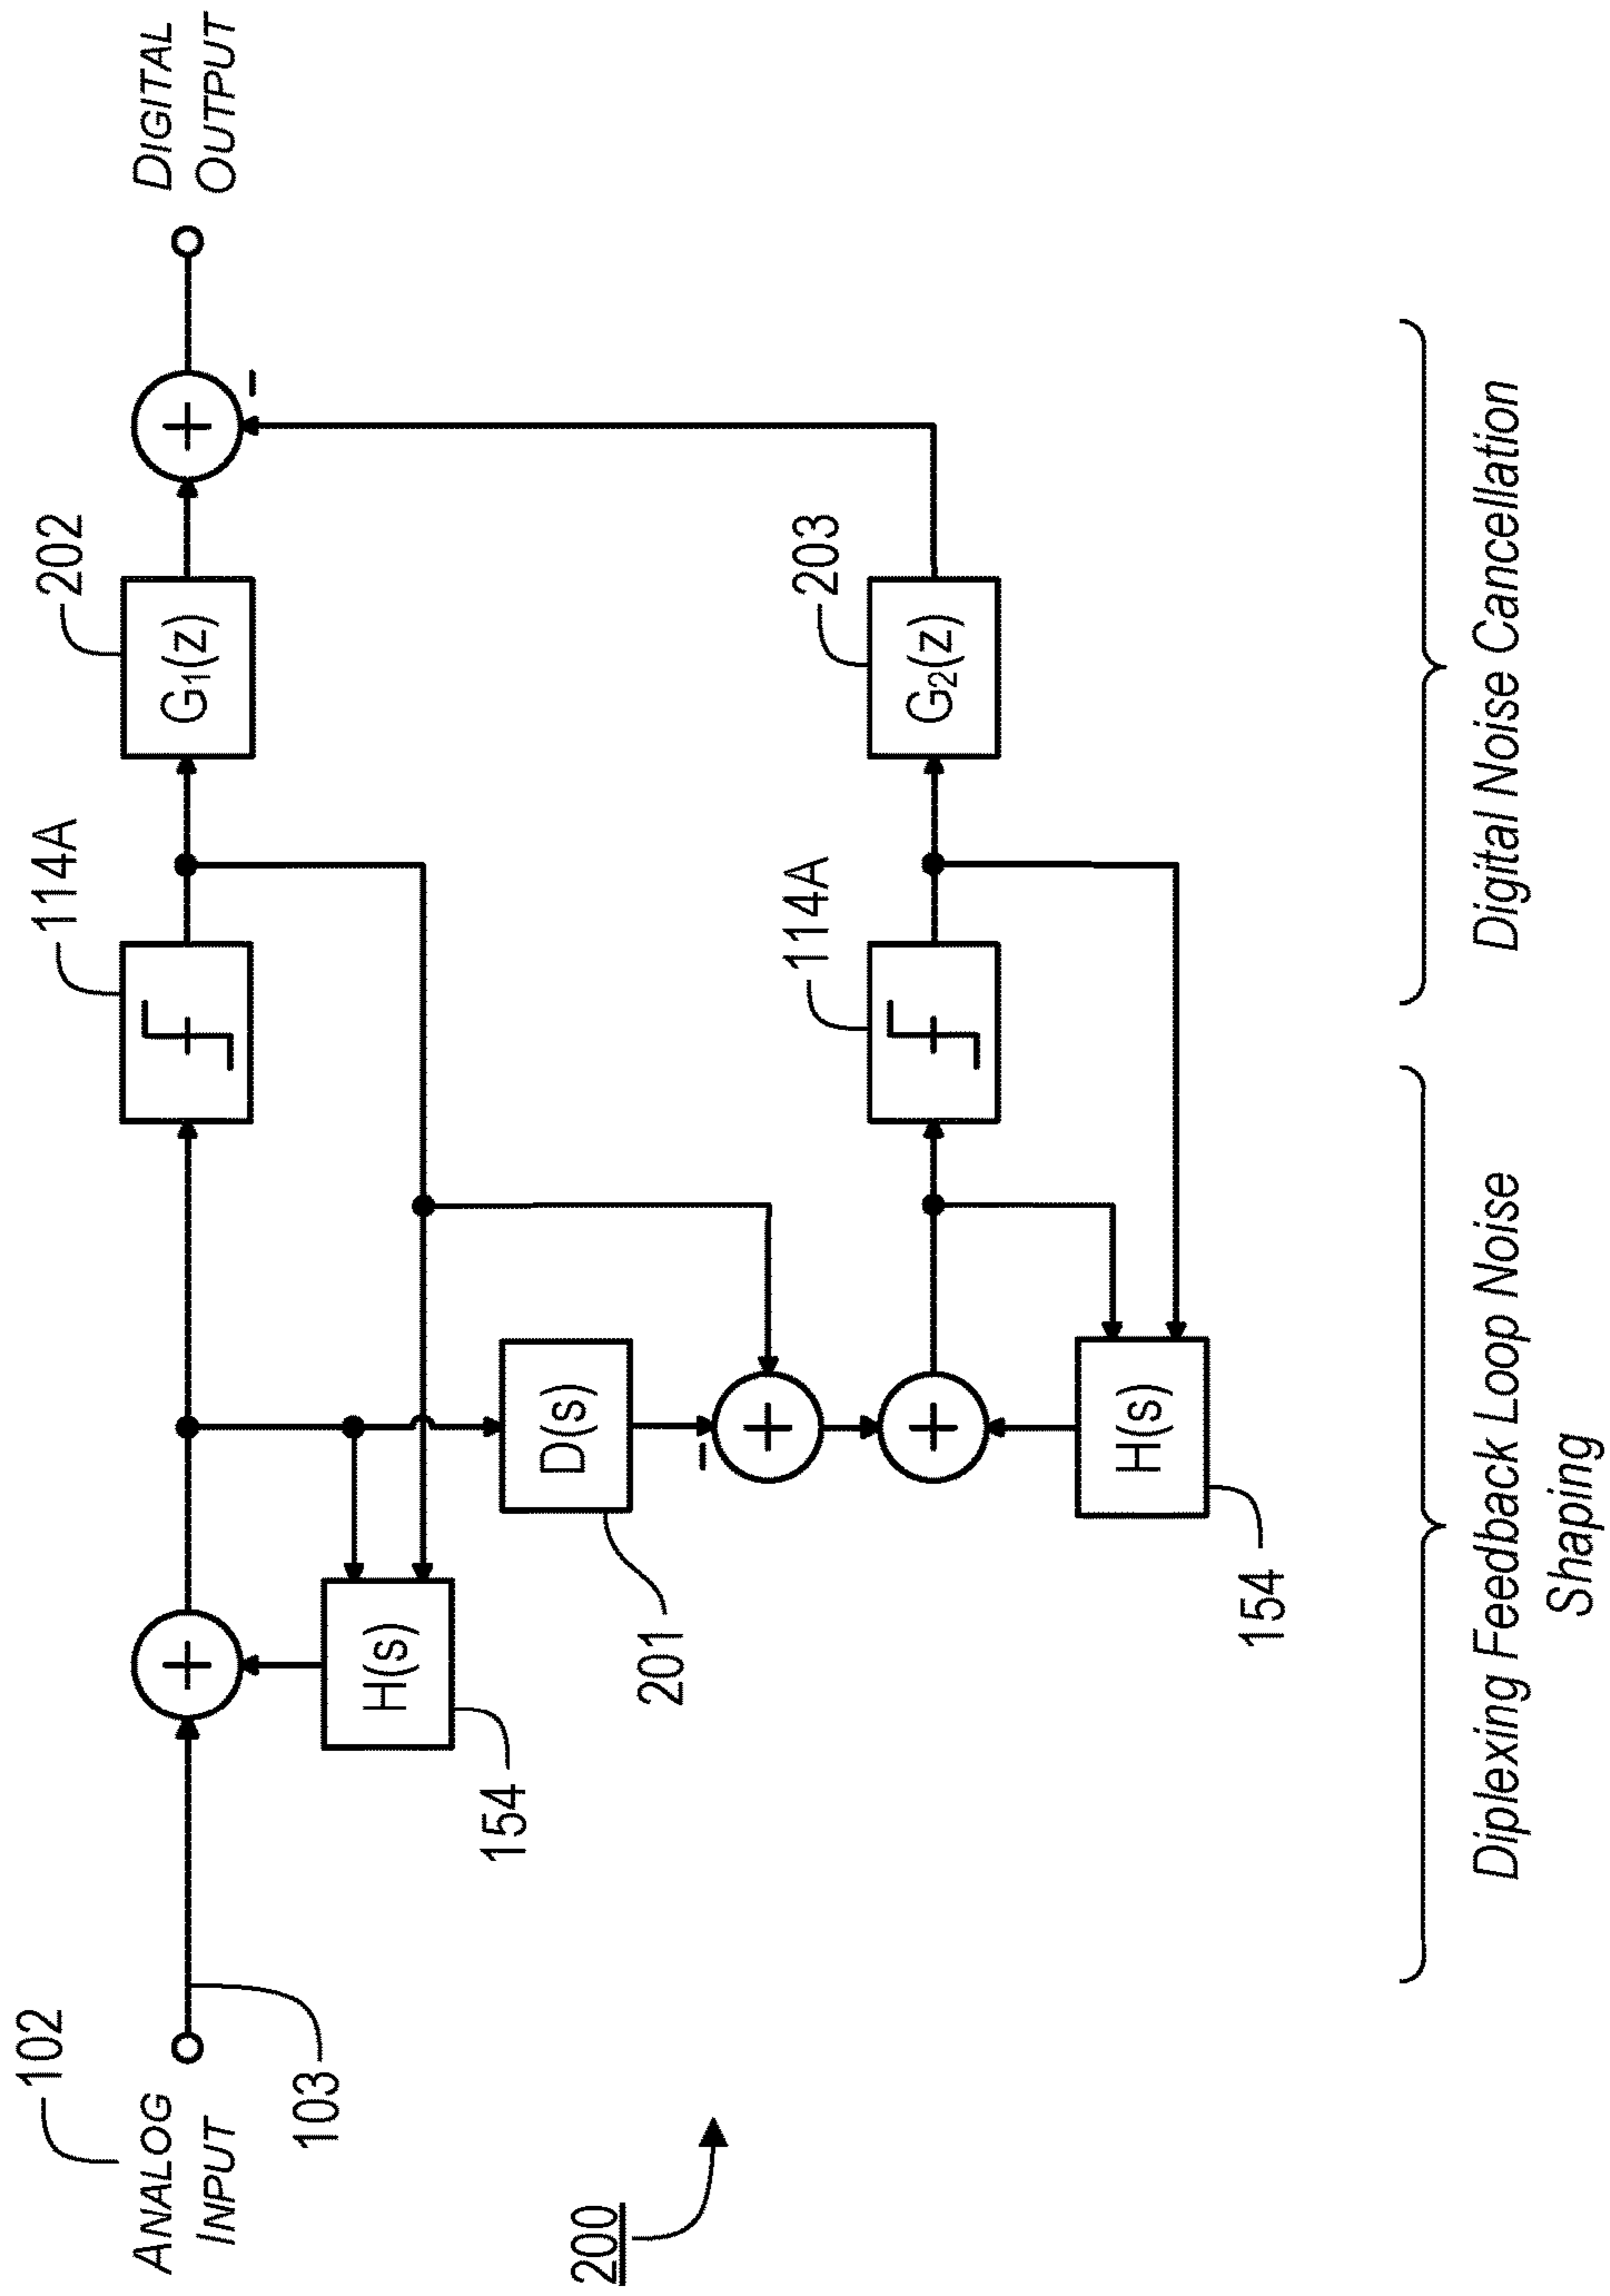 102
ANALOG
INPUT
103
154
H(s)
114A
202
G1(z)
DIGITAL
OUTPUT
201
D(s)
154
H(s)
114A
203
G2(z)
200
Diplexing Feedback Loop Noise
Shaping
Digital Noise Cancellation